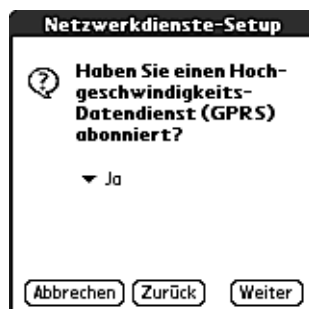 Netzwerkdienste-Setup
Haben Sie einen Hoch-
geschwindigkeits-
Datendienst (GPRS)
abonniert?
Ja
Abbrechen Zurück Weiter